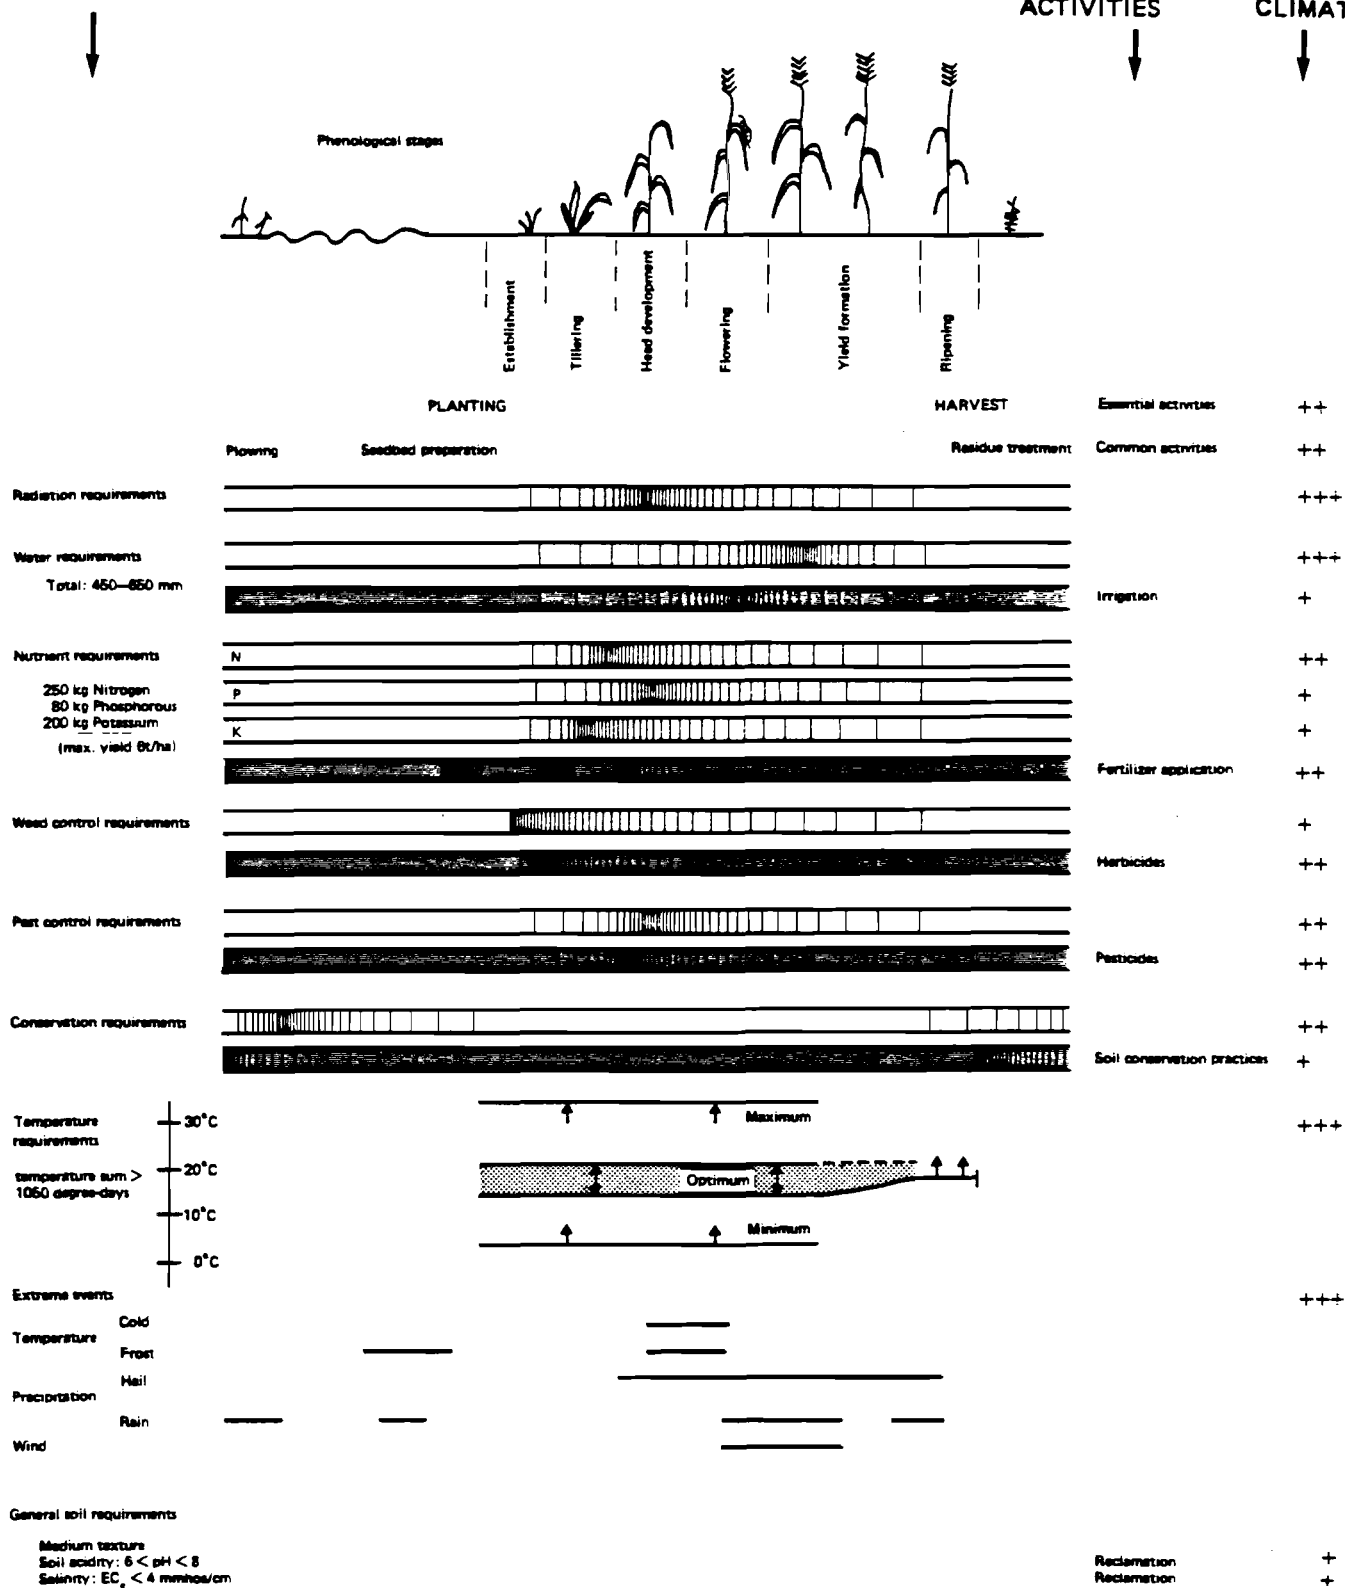 ACTIVITIES CLIMAT
Phenological stages
Establishment
Tillering
Head development
Flowering
Yield formation
Ripening
PLANTING HARVEST Essential activities ++
Plowing Seedbed preparation Residue treatment Common activities ++
Radiation requirements +++
Water requirements +++
Total: 450–650 mm
Irrigation +
Nutrient requirements N ++
250 kg Nitrogen
P +
80 kg Phosphorous
200 kg Potassium
K +
(max. yield 6t/ha)
Fertilizer application ++
Weed control requirements +
Herbicides ++
Pest control requirements ++
Pesticides ++
Conservation requirements ++
Soil conservation practices +
Temperature
requirements
30°C Maximum +++
temperature sum >
1060 degree-days
20°C
Optimum
10°C
Minimum
0°C
Extreme events +++
Cold
Temperature
Frost
Hail
Precipitation
Rain
Wind
General soil requirements
Medium texture
Soil acidity: 6 < pH < 8 Reclamation +
Salinity: ECe < 4 mmhos/cm Reclamation +